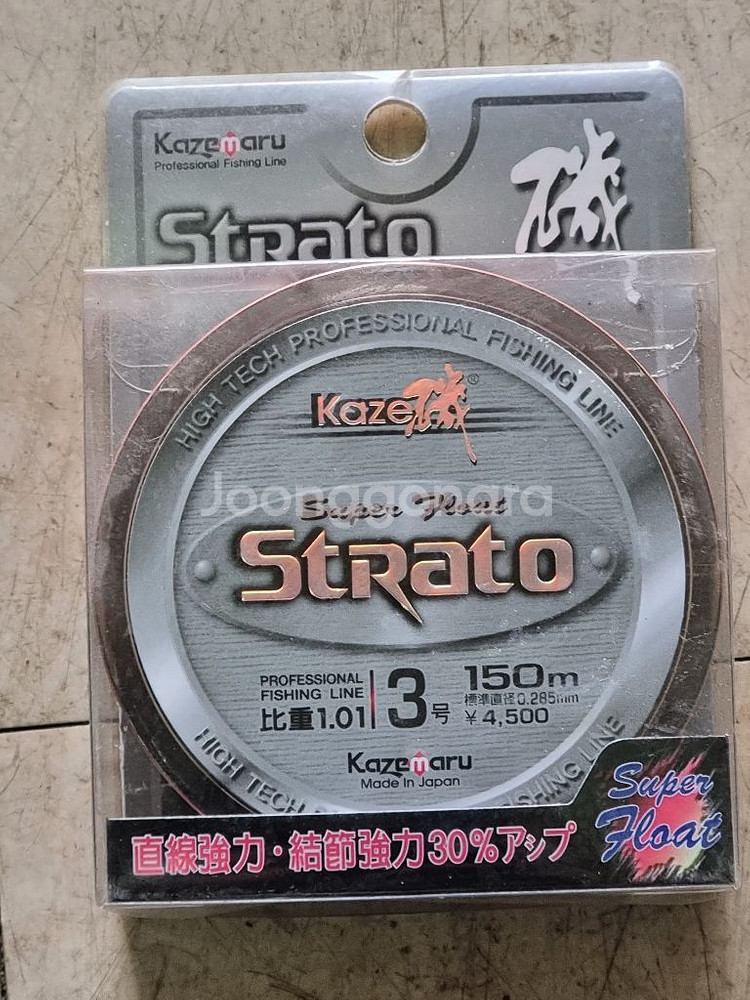 Kazemaru
Professional Fishing Line
Strato
磯
HIGH TECH PROFESSIONAL FISHING LINE
Kaze磯®
Joonggonara
Super Float
Strato
PROFESSIONAL
FISHING LINE
比重1.01
3号
150m
標準直径0.285mm
¥4,500
Kazemaru
Made In Japan
HIGH TECH
FISHING LINE
直線強力・結節強力30%アシプ
Super
Float